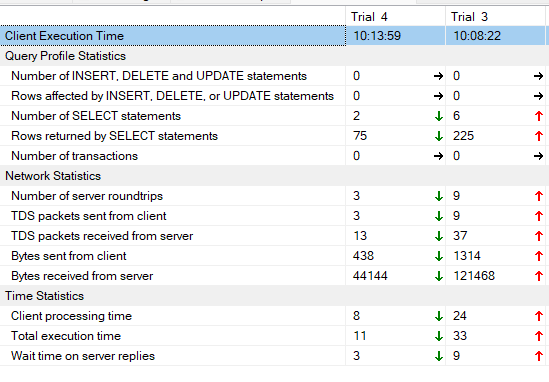 Trial 4 Trial 3
Client Execution Time 10:13:59 10:08:22
Query Profile Statistics
Number of INSERT, DELETE and UPDATE statements 0 → 0 →
Rows affected by INSERT, DELETE, or UPDATE statements 0 → 0 →
Number of SELECT statements 2 ↓ 6 ↑
Rows returned by SELECT statements 75 ↓ 225 ↑
Number of transactions 0 → 0 →
Network Statistics
Number of server roundtrips 3 ↓ 9 ↑
TDS packets sent from client 3 ↓ 9 ↑
TDS packets received from server 13 ↓ 37 ↑
Bytes sent from client 438 ↓ 1314 ↑
Bytes received from server 44144 ↓ 121468 ↑
Time Statistics
Client processing time 8 ↓ 24 ↑
Total execution time 11 ↓ 33 ↑
Wait time on server replies 3 ↓ 9 ↑